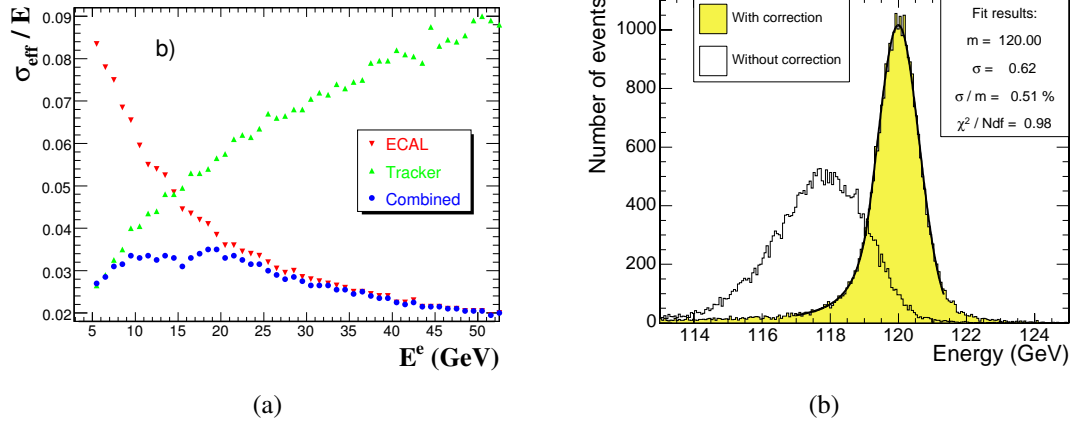 σeff / E
0.09
0.08
0.07
0.06
0.05
0.04
0.03
0.02
b)
ECAL
Tracker
Combined
5 10 15 20 25 30 35 40 45 50
E^e (GeV)
(a)
Number of events
1000
800
600
400
200
0
With correction
Without correction
Fit results:
m = 120.00
σ = 0.62
σ / m = 0.51 %
χ² / Ndf = 0.98
114 116 118 120 122 124
Energy (GeV)
(b)